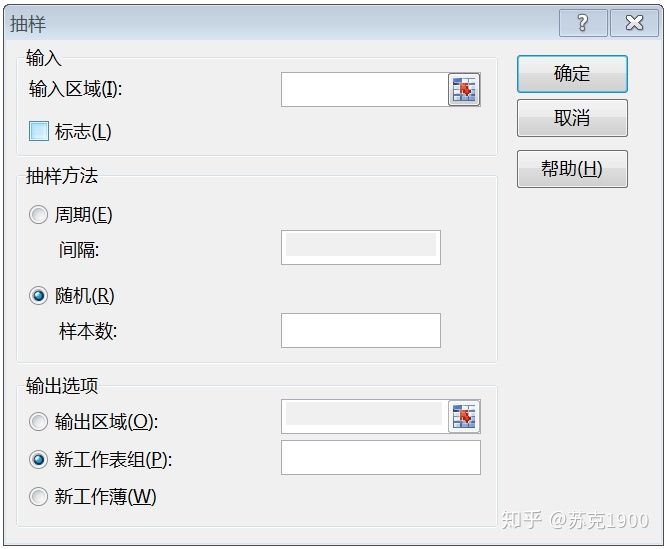 抽样
?
输入
输入区域(I):
标志(L)
抽样方法
周期(E)
间隔:
随机(R)
样本数:
输出选项
输出区域(O):
新工作表组(P):
新工作薄(W)
确定
取消
帮助(H)
知乎 @苏克1900